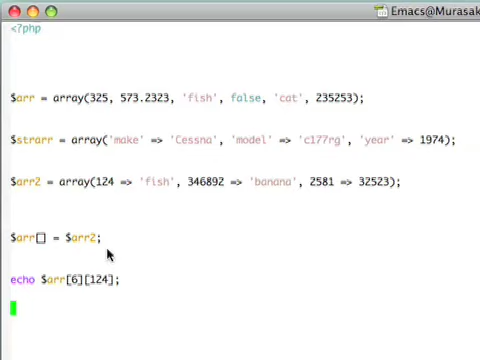 Emacs@Murasak
<?php
$arr = array(325, 573.2323, 'fish', false, 'cat', 235253);
$strarr = array('make' => 'Cessna', 'model' => 'c177rg', 'year' => 1974);
$arr2 = array(124 => 'fish', 346892 => 'banana', 2581 => 32523);
$arr[] = $arr2;
echo $arr[6][124];